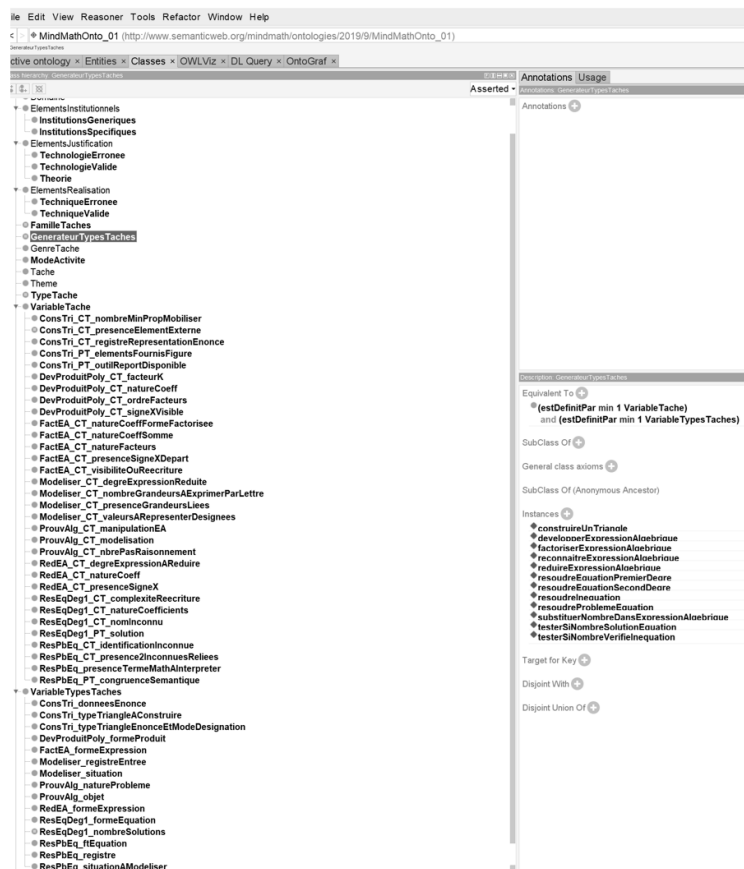 ile Edit View Reasoner Tools Refactor Window Help
< > MindMathOnto_01 (http://www.semanticweb.org/mindmath/ontologies/2019/9/MindMathOnto_01)
GenerateurTypesTaches
ctive ontology × Entities × Classes × OWLViz × DL Query × OntoGraf ×
ass hierarchy: GenerateurTypesTaches
Asserted
Domaine
ElementsInstitutionnels
InstitutionsGeneriques
InstitutionsSpecifiques
ElementsJustification
TechnologieErronee
TechnologieValide
Theorie
ElementsRealisation
TechniqueErronee
TechniqueValide
FamilleTaches
GenerateurTypesTaches
GenreTache
ModeActivite
Tache
Theme
TypeTache
VariableTache
ConsTri_CT_nombreMinPropMobiliser
ConsTri_CT_presenceElementExterne
ConsTri_CT_registreRepresentationEnonce
ConsTri_PT_elementsFournisFigure
ConsTri_PT_outilReportDisponible
DevProduitPoly_CT_facteurK
DevProduitPoly_CT_natureCoeff
DevProduitPoly_CT_ordreFacteurs
DevProduitPoly_CT_signeXVisible
FactEA_CT_natureCoeffFormeFactorisee
FactEA_CT_natureCoeffSomme
FactEA_CT_natureFacteurs
FactEA_CT_presenceSigneXDepart
FactEA_CT_visibiliteOuReecriture
Modeliser_CT_degreExpressionReduite
Modeliser_CT_nombreGrandeursAExprimerParLettre
Modeliser_CT_presenceGrandeursLiees
Modeliser_CT_valeursARepresenterDesignees
ProuvAlg_CT_manipulationEA
ProuvAlg_CT_modelisation
ProuvAlg_CT_nbrePasRaisonnement
RedEA_CT_degreExpressionAReduire
RedEA_CT_natureCoeff
RedEA_CT_presenceSigneX
ResEqDeg1_CT_complexiteReecriture
ResEqDeg1_CT_natureCoefficients
ResEqDeg1_CT_nomInconnu
ResEqDeg1_PT_solution
ResPbEq_CT_identificationInconnue
ResPbEq_CT_presence2InconnuesReliees
ResPbEq_presenceTermeMathAInterpreter
ResPbEq_PT_congruenceSemantique
VariableTypesTaches
ConsTri_donneesEnonce
ConsTri_typeTriangleAConstruire
ConsTri_typeTriangleEnonceEtModeDesignation
DevProduitPoly_formeProduit
FactEA_formeExpression
Modeliser_registreEntree
Modeliser_situation
ProuvAlg_natureProbleme
ProuvAlg_objet
RedEA_formeExpression
ResEqDeg1_formeEquation
ResEqDeg1_nombreSolutions
ResPbEq_ftEquation
ResPbEq_registre
ResPbEq_situationAModeliser
Annotations Usage
Annotations: GenerateurTypesTaches
Annotations
Description: GenerateurTypesTaches
Equivalent To
(estDefinitPar min 1 VariableTache)
and (estDefinitPar min 1 VariableTypesTaches)
SubClass Of
General class axioms
SubClass Of (Anonymous Ancestor)
Instances
construireUnTriangle
developperExpressionAlgebrique
factoriserExpressionAlgebrique
reconnaitreExpressionAlgebrique
reduireExpressionAlgebrique
resoudreEquationPremierDegre
resoudreEquationSecondDegre
resoudreInequation
resoudreProblemeEquation
substituerNombreDansExpressionAlgebrique
testerSiNombreSolutionEquation
testerSiNombreVerifieInequation
Target for Key
Disjoint With
Disjoint Union Of